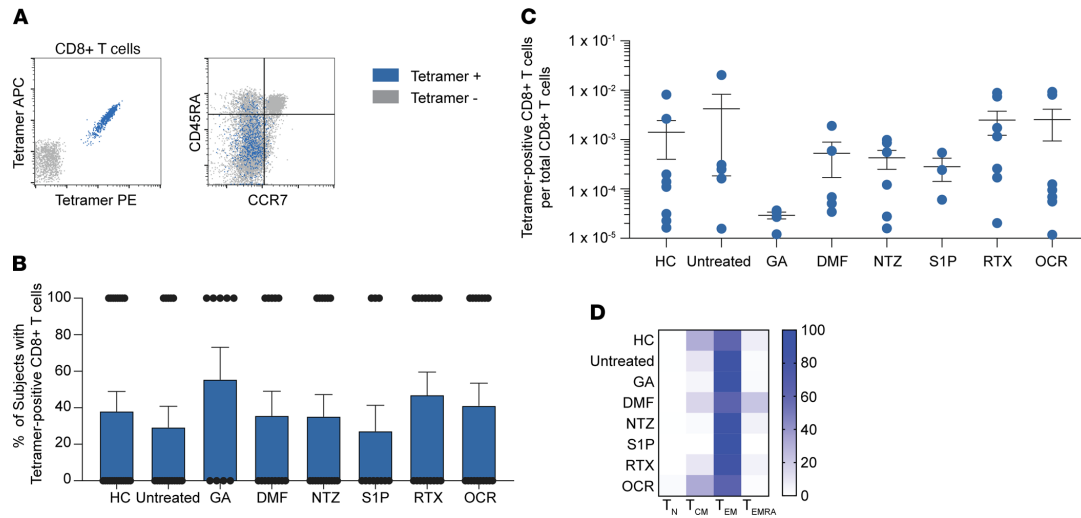 A
CD8+ T cells
Tetramer APC
Tetramer PE
CD45RA
CCR7
Tetramer +
Tetramer -
B
% of Subjects with
Tetramer-positive CD8+ T cells
100
80
60
40
20
0
HC Untreated GA DMF NTZ S1P RTX OCR
C
Tetramer-positive CD8+ T cells
per total CD8+ T cells
1 x 10⁻¹
1 x 10⁻²
1 x 10⁻³
1 x 10⁻⁴
1 x 10⁻⁵
HC Untreated GA DMF NTZ S1P RTX OCR
D
HC
Untreated
GA
DMF
NTZ
S1P
RTX
OCR
T_N T_CM T_EM T_EMRA
100
80
60
40
20
0